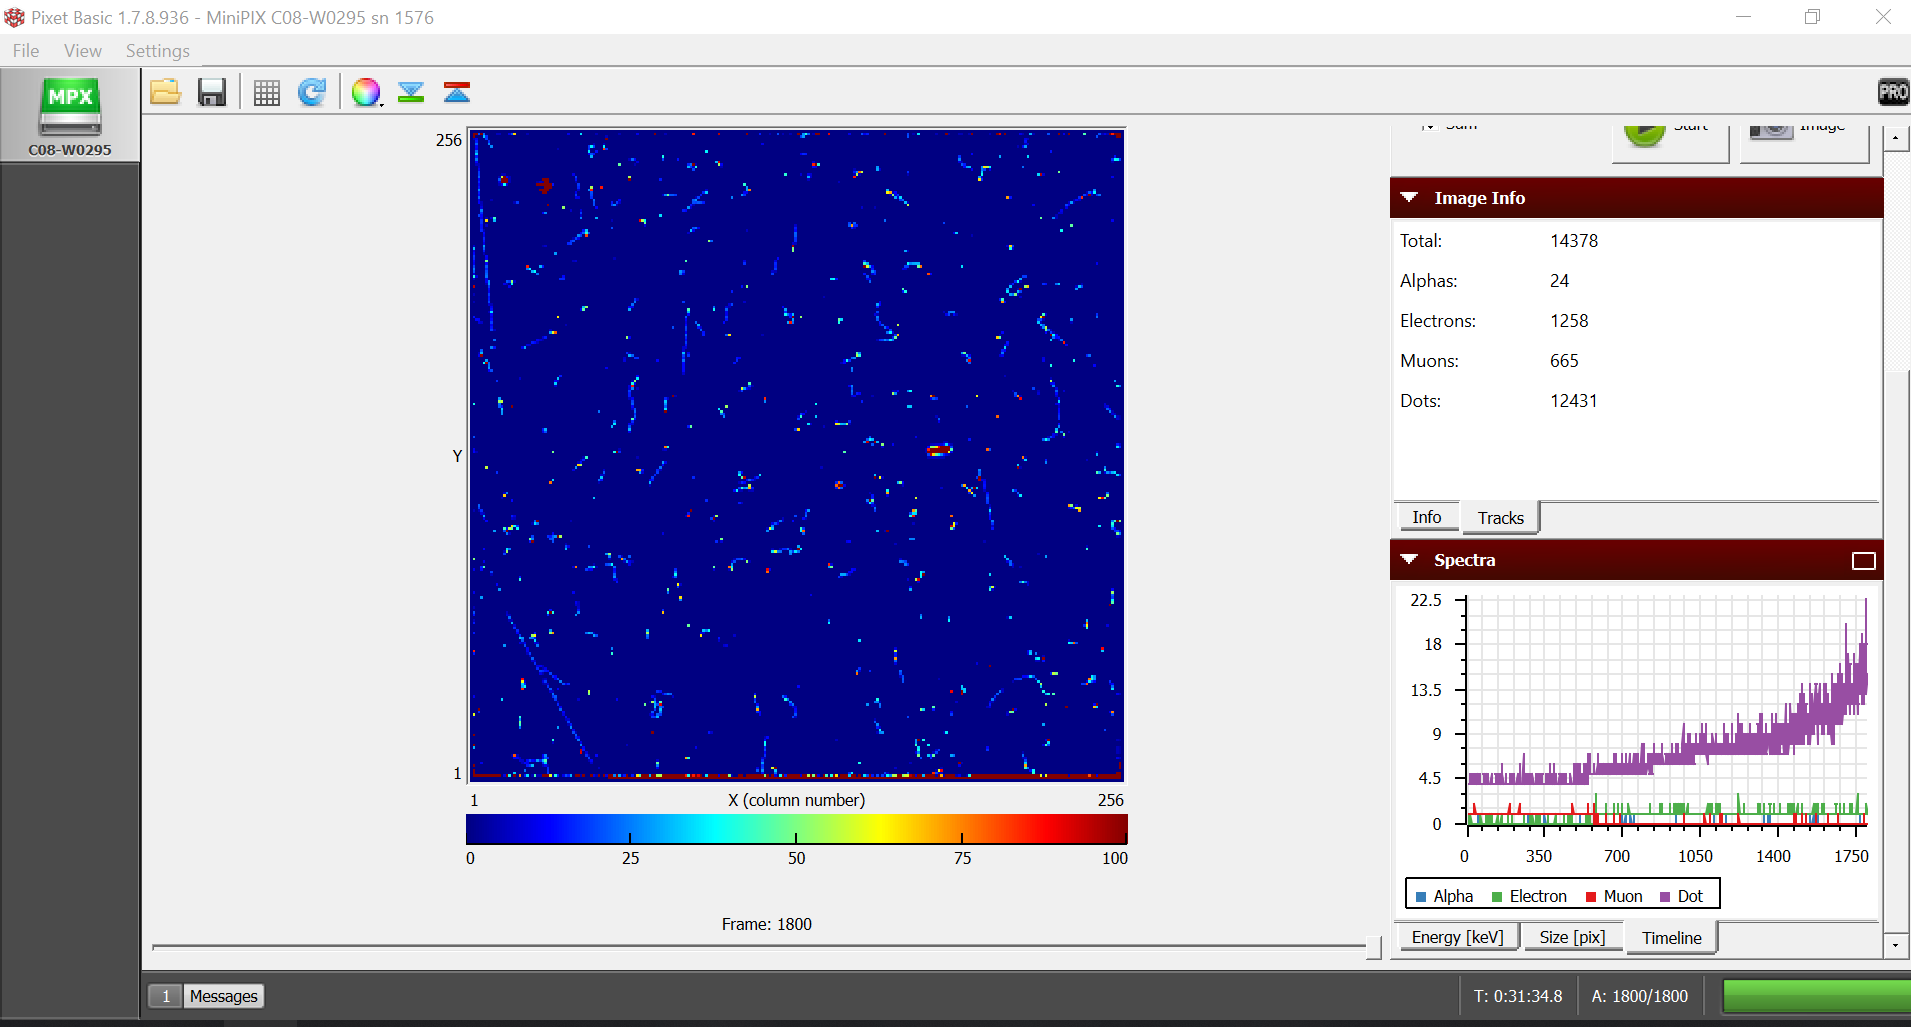 Pixet Basic 1.7.8.936 - MiniPIX C08-W0295 sn 1576
File View Settings
MPX
C08-W0295
PRO
Sum Start Image
256
Y
1
1 X (column number) 256
0 25 50 75 100
Frame: 1800
Image Info
Total: 14378
Alphas: 24
Electrons: 1258
Muons: 665
Dots: 12431
Info Tracks
Spectra
22.5
18
13.5
9
4.5
0
0 350 700 1050 1400 1750
Alpha Electron Muon Dot
Energy [keV] Size [pix] Timeline
1 Messages
T: 0:31:34.8 A: 1800/1800